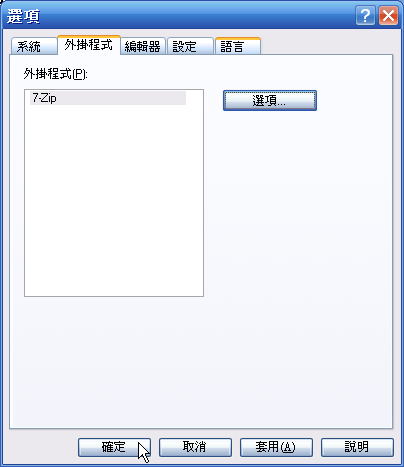 選項
系統 外掛程式 編輯器 設定 語言
外掛程式(P):
7-Zip
選項...
確定 取消 套用(A) 說明